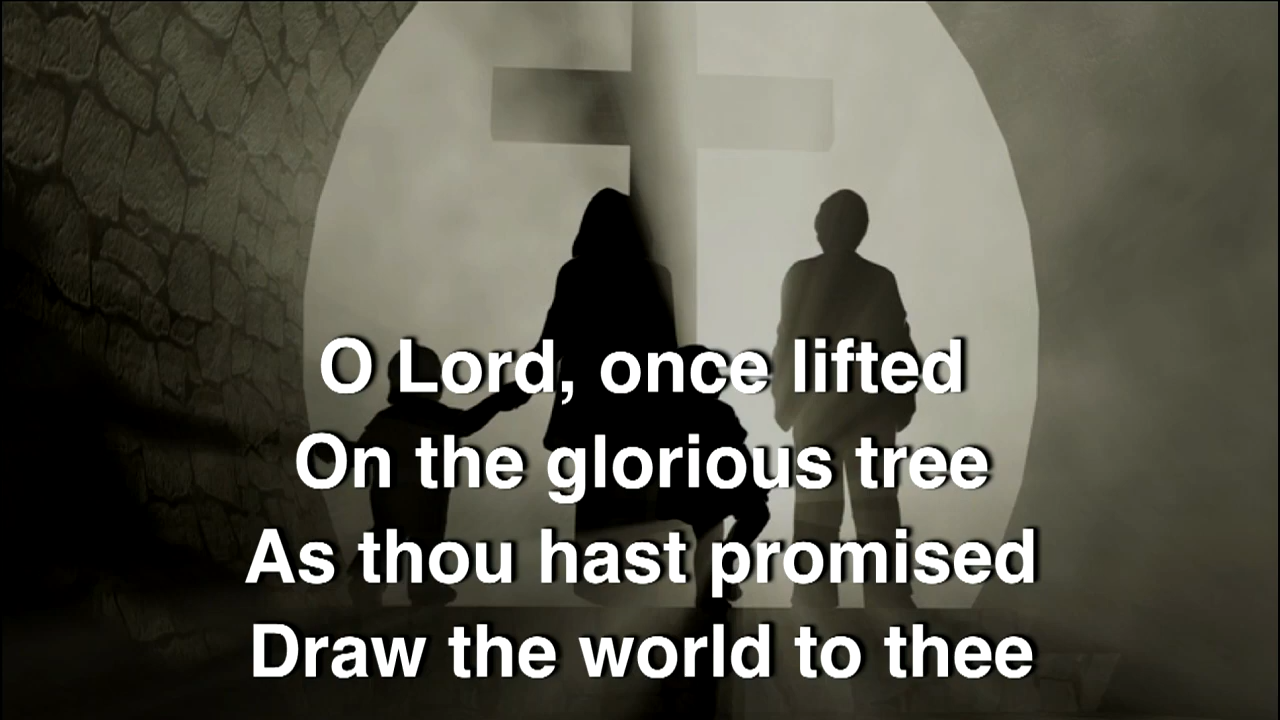 O Lord, once lifted
On the glorious tree
As thou hast promised
Draw the world to thee